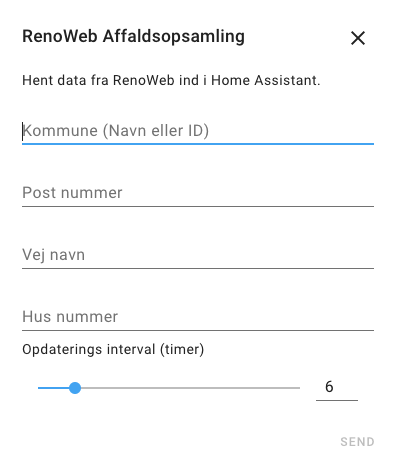 RenoWeb Affaldsopsamling
Hent data fra RenoWeb ind i Home Assistant.
Kommune (Navn eller ID)
Post nummer
Vej navn
Hus nummer
Opdaterings interval (timer)
6
SEND